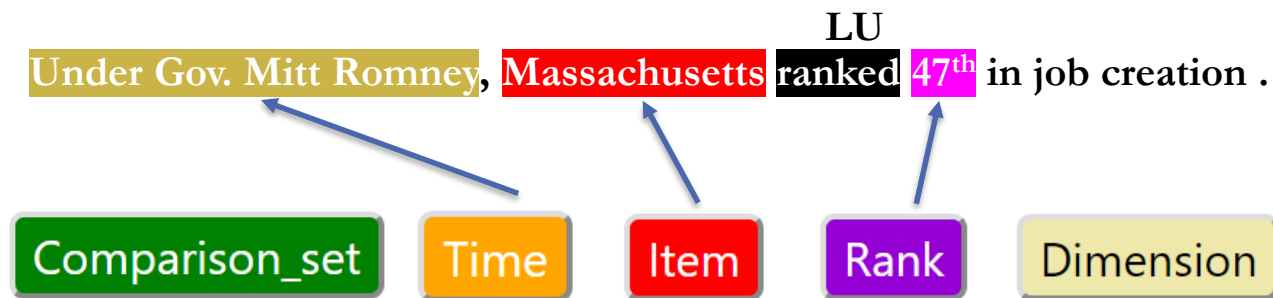 LU
Under Gov. Mitt Romney, Massachusetts ranked 47th in job creation .
Comparison_set Time Item Rank Dimension